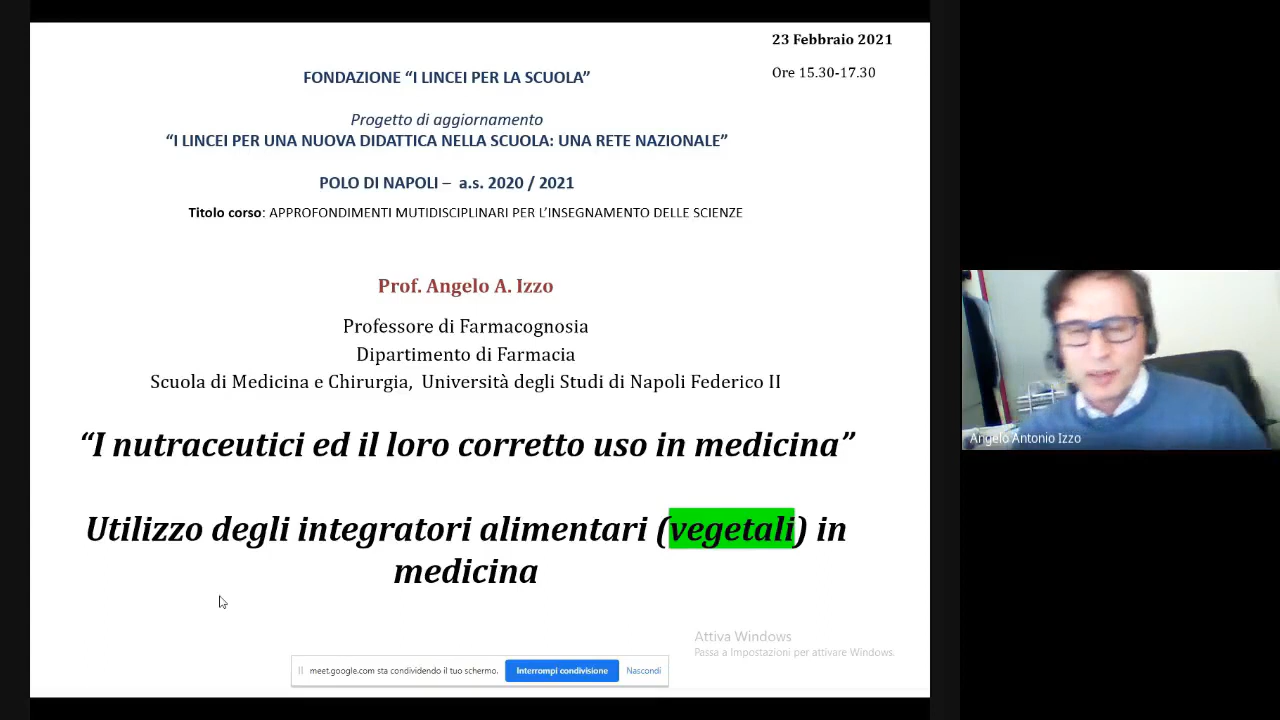 23 Febbraio 2021
Ore 15.30-17.30
FONDAZIONE “I LINCEI PER LA SCUOLA”
Progetto di aggiornamento
“I LINCEI PER UNA NUOVA DIDATTICA NELLA SCUOLA: UNA RETE NAZIONALE”
POLO DI NAPOLI – a.s. 2020 / 2021
Titolo corso: APPROFONDIMENTI MUTIDISCIPLINARI PER L’INSEGNAMENTO DELLE SCIENZE
Prof. Angelo A. Izzo
Professore di Farmacognosia
Dipartimento di Farmacia
Scuola di Medicina e Chirurgia, Università degli Studi di Napoli Federico II
“I nutraceutici ed il loro corretto uso in medicina”
Utilizzo degli integratori alimentari (vegetali) in
medicina
Attiva Windows
Passa a Impostazioni per attivare Windows.
meet.google.com sta condividendo il tuo schermo.
Interrompi condivisione
Nascondi
Angelo Antonio Izzo